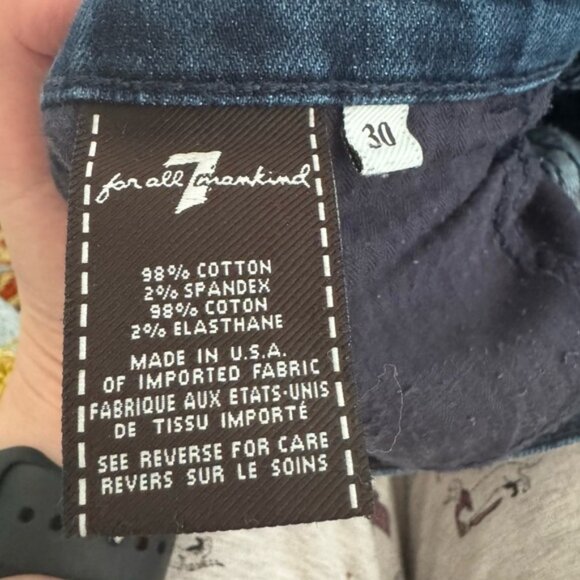 for all 7 mankind
30
98% COTTON
2% SPANDEX
98% COTON
2% ELASTHANE
MADE IN U.S.A.
OF IMPORTED FABRIC
FABRIQUE AUX ETATS-UNIS
DE TISSU IMPORTÉ
SEE REVERSE FOR CARE
REVERS SUR LE SOINS